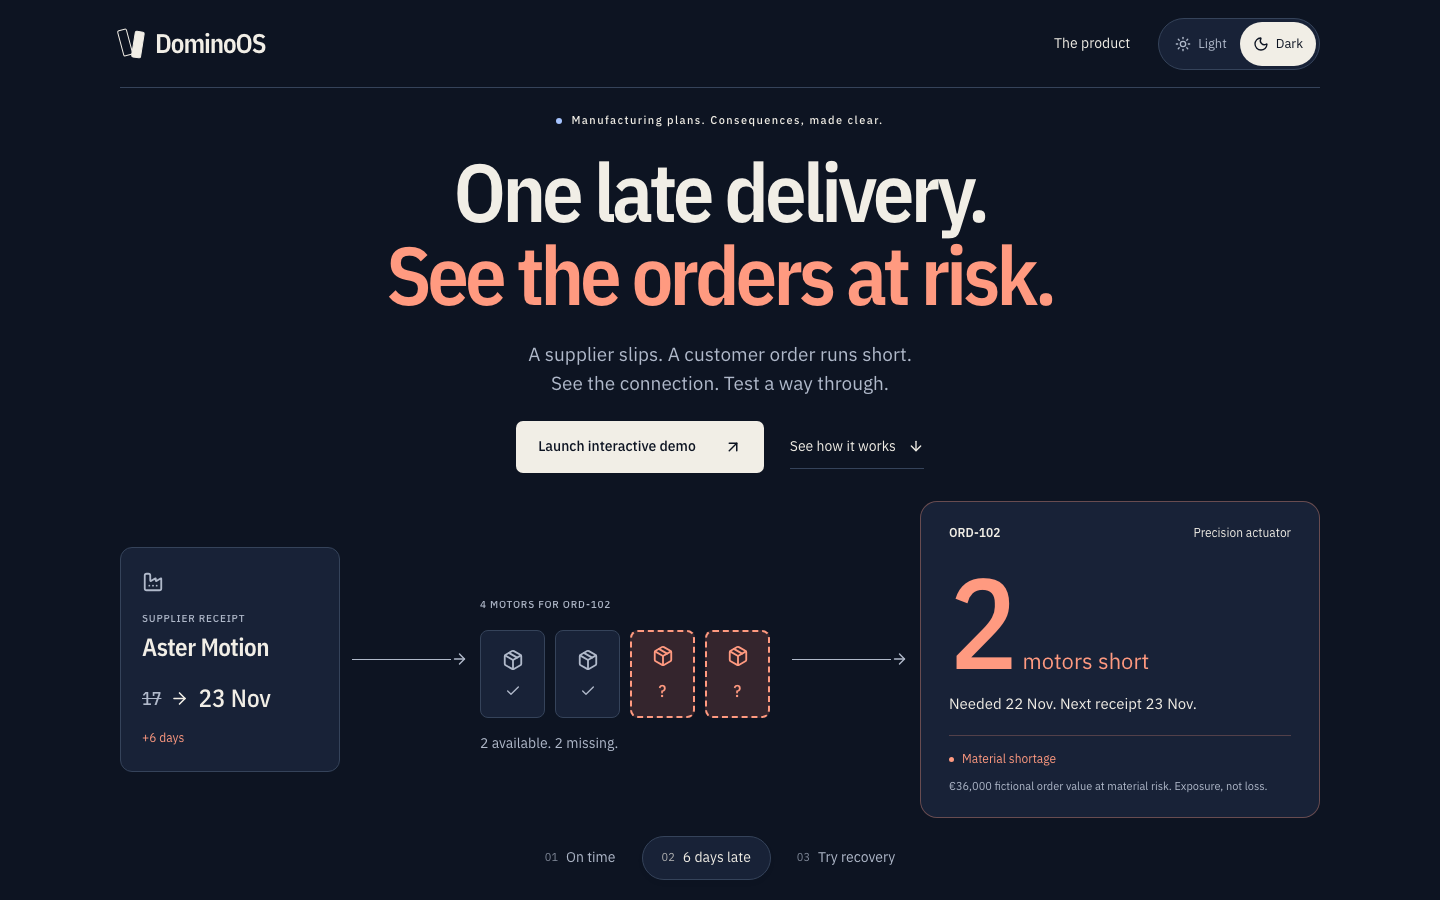 DominoOS
The product
Light
Dark
Manufacturing plans. Consequences, made clear.
One late delivery.
See the orders at risk.
A supplier slips. A customer order runs short.
See the connection. Test a way through.
Launch interactive demo
See how it works
SUPPLIER RECEIPT
Aster Motion
17 → 23 Nov
+6 days
4 MOTORS FOR ORD-102
? ?
2 available. 2 missing.
ORD-102
Precision actuator
2 motors short
Needed 22 Nov. Next receipt 23 Nov.
Material shortage
€36,000 fictional order value at material risk. Exposure, not loss.
01 On time
02 6 days late
03 Try recovery